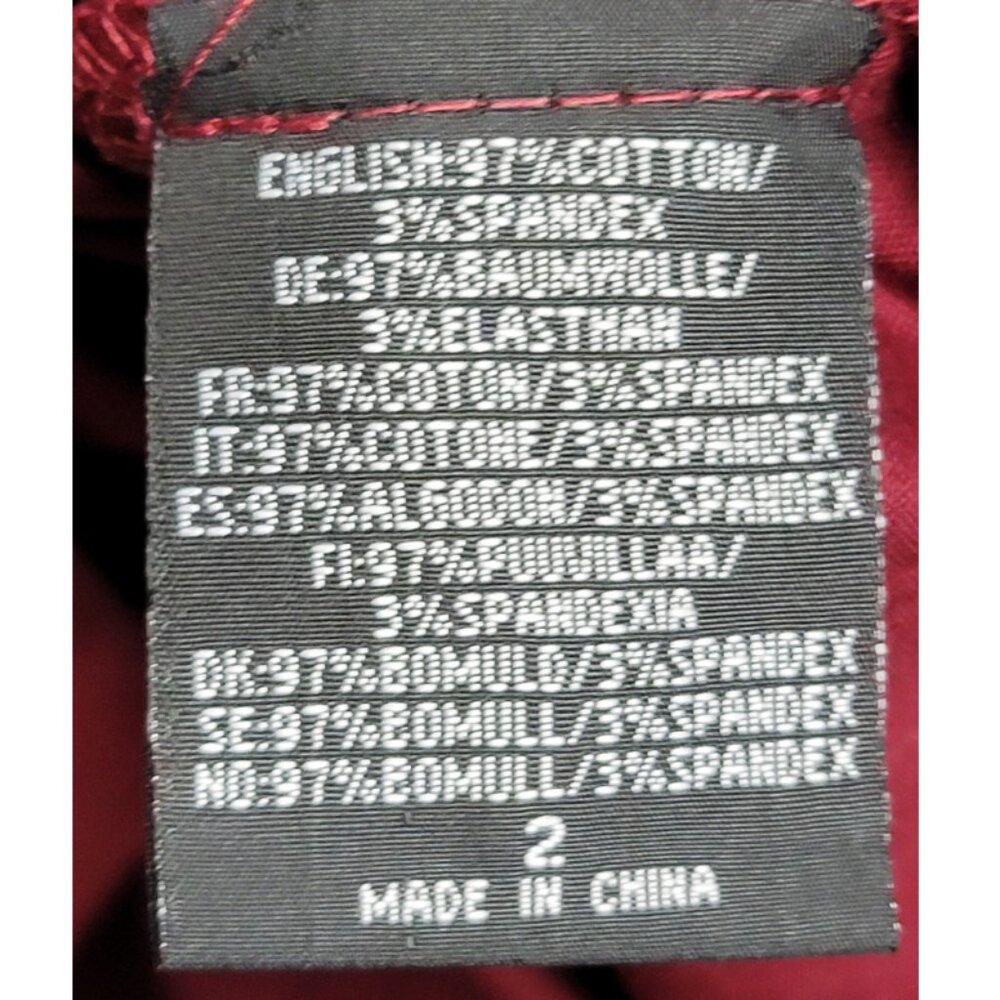 ENGLISH:97%COTTON/
3%SPANDEX
DE:97%BAUMWOLLE/
3%ELASTHAN
FR:97%COTON/3%SPANDEX
IT:97%COTONE/3%SPANDEX
ES:97%ALGODON/3%SPANDEX
FI:97%PUUVILLAA/
3%SPANDEXIA
DK:97%BOMULD/3%SPANDEX
SE:97%BOMULL/3%SPANDEX
NO:97%BOMULL/3%SPANDEX
2
MADE IN CHINA